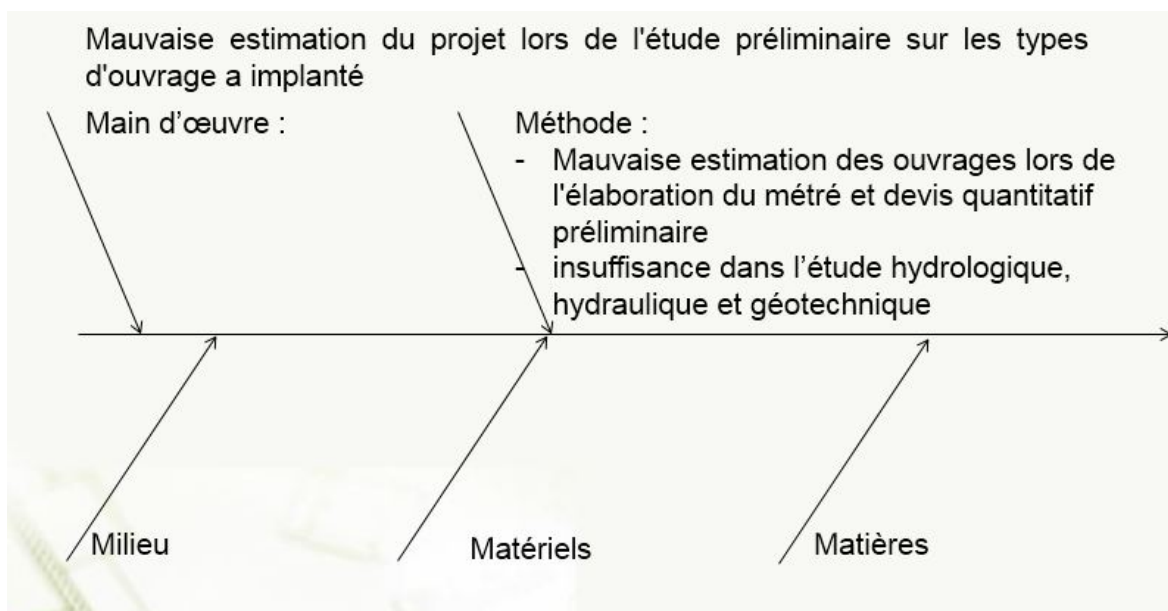 Mauvaise estimation du projet lors de l'étude préliminaire sur les types
d'ouvrage a implanté
Main d’œuvre :
Méthode :
- Mauvaise estimation des ouvrages lors de
l'élaboration du métré et devis quantitatif
préliminaire
- insuffisance dans l’étude hydrologique,
hydraulique et géotechnique
Milieu
Matériels
Matières